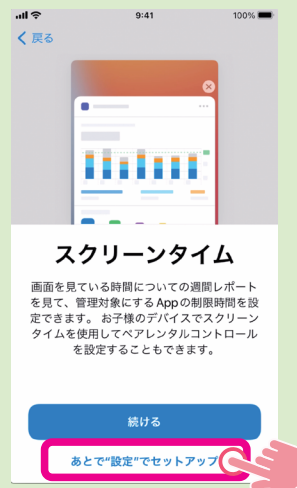 9:41
100%
戻る
スクリーンタイム
画面を見ている時間についての週間レポート
を見て、管理対象にするAppの制限時間を設
定できます。お子様のデバイスでスクリーン
タイムを使用してペアレンタルコントロール
を設定することもできます。
続ける
あとで“設定”でセットアップ